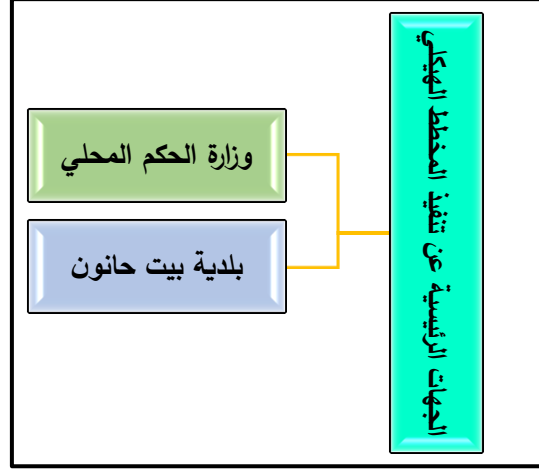 الجهات الرئيسية عن تنفيذ المخطط الهيكلي
وزارة الحكم المحلي
بلدية بيت حانون